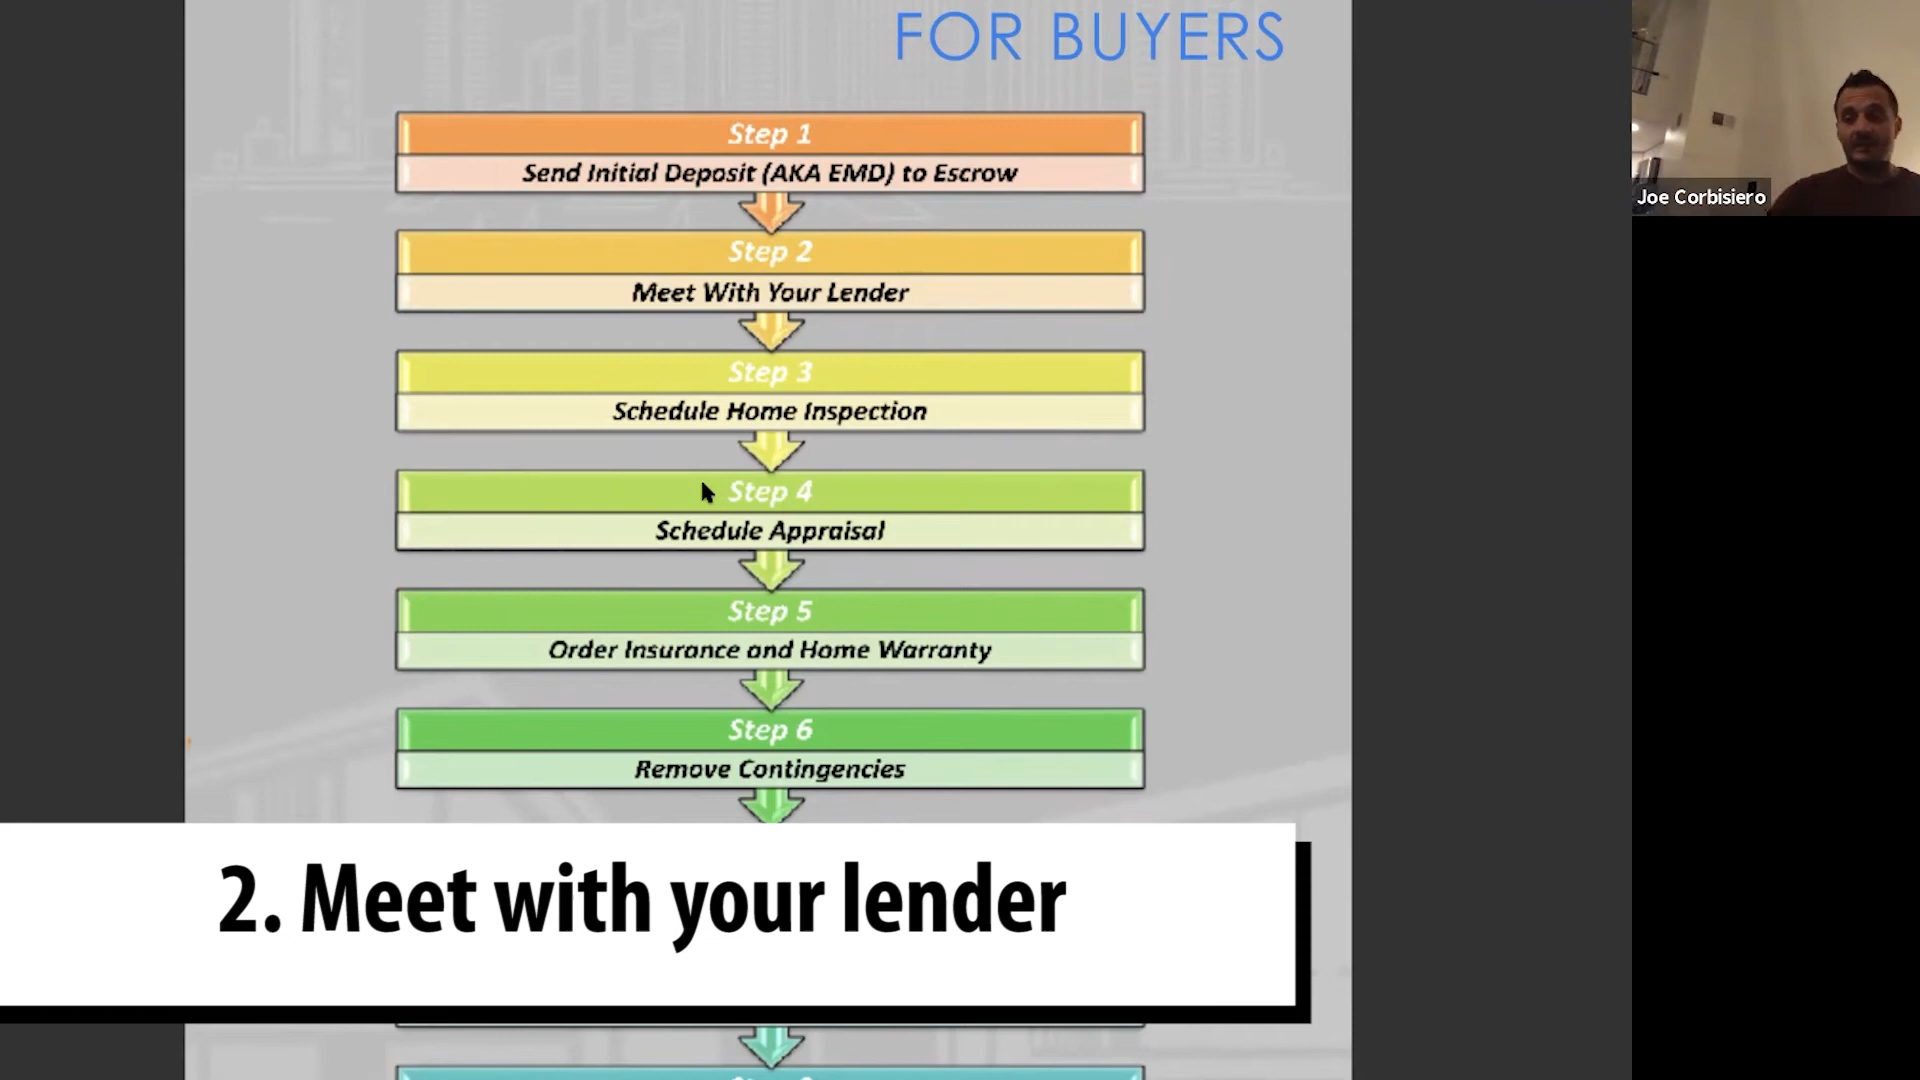 FOR BUYERS
Joe Corbisiero
Step 1
Send Initial Deposit (AKA EMD) to Escrow
Step 2
Meet With Your Lender
Step 3
Schedule Home Inspection
Step 4
Schedule Appraisal
Step 5
Order Insurance and Home Warranty
Step 6
Remove Contingencies
2. Meet with your lender